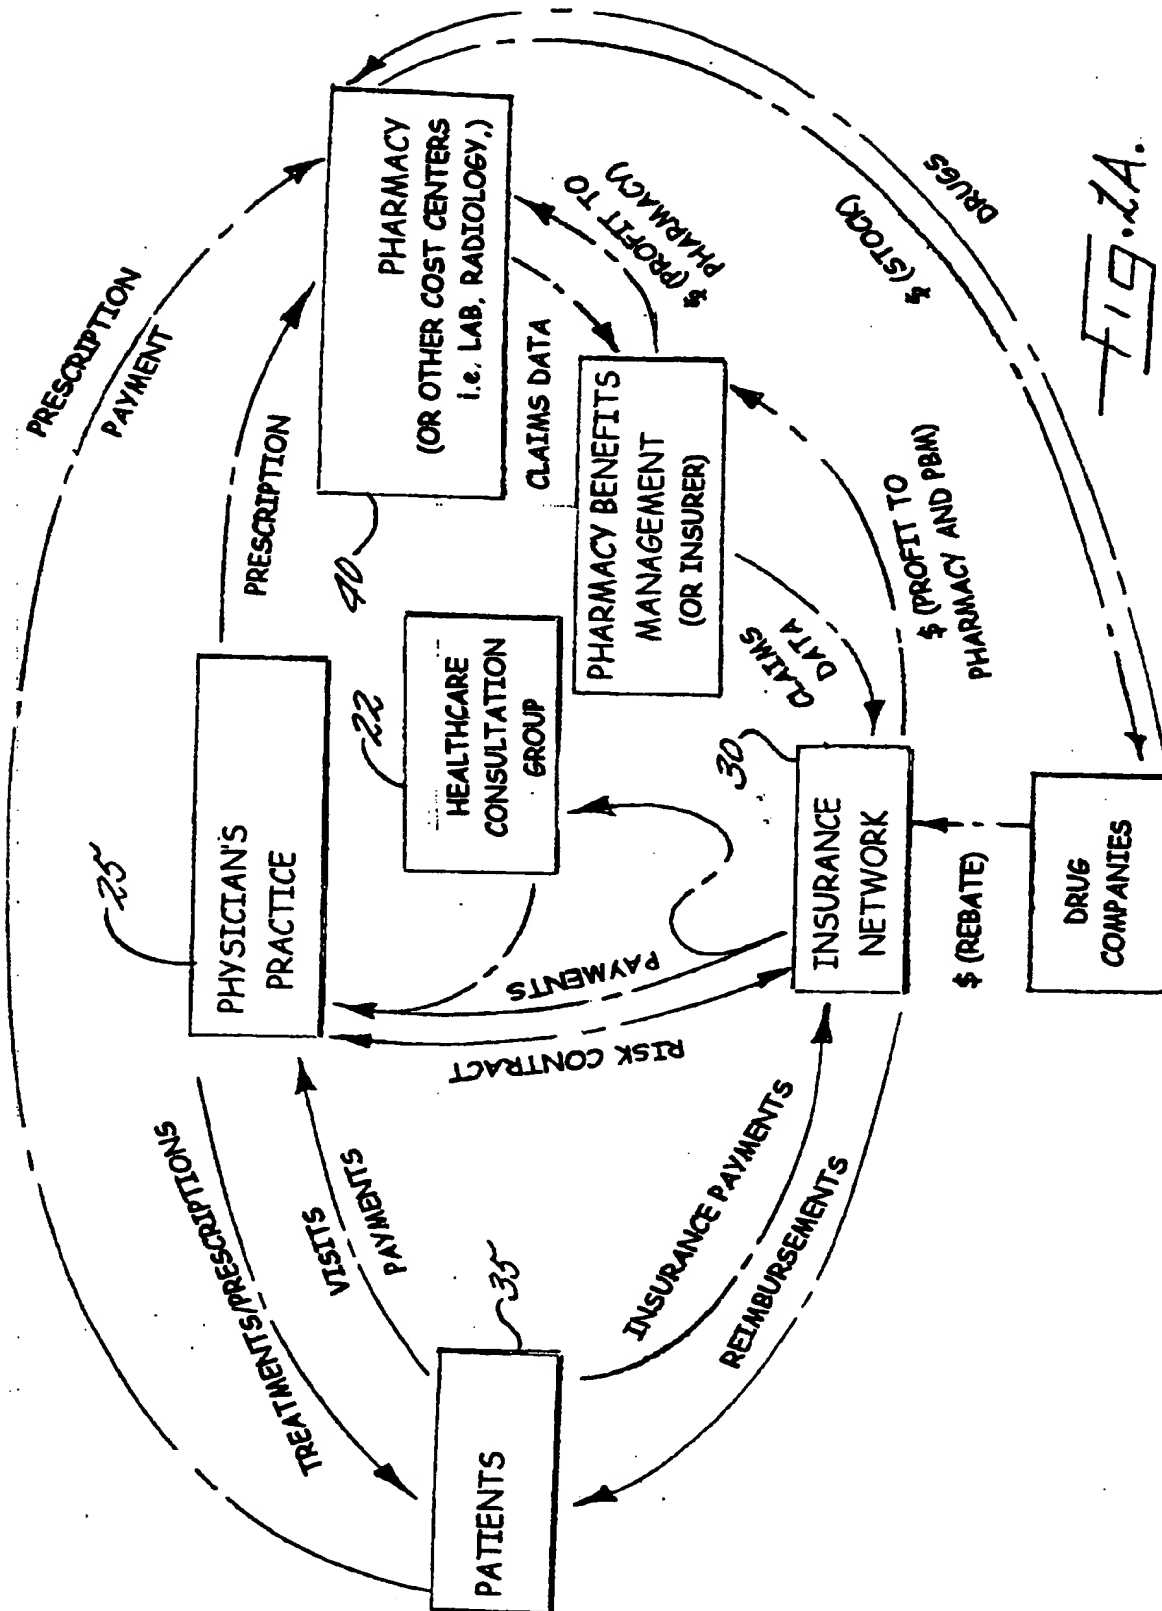 PRESCRIPTION
PAYMENT
PRESCRIPTION
25
PHYSICIAN'S
PRACTICE
PHARMACY
(OR OTHER COST CENTERS
i.e. LAB, RADIOLOGY,)
40
TREATMENTS/PRESCRIPTIONS
VISITS
PAYMENTS
22
HEALTHCARE
CONSULTATION
GROUP
CLAIMS DATA
$ (PROFIT TO
PHARMACY)
PATIENTS
35
RISK CONTRACT
PAYMENTS
PHARMACY BENEFITS
MANAGEMENT
(OR INSURER)
CLAIMS
DATA
30
INSURANCE PAYMENTS
REIMBURSEMENTS
INSURANCE
NETWORK
$ (PROFIT TO
PHARMACY AND PBM)
$ (STOCK)
DRUGS
$ (REBATE)
DRUG
COMPANIES
Fig. 2A.